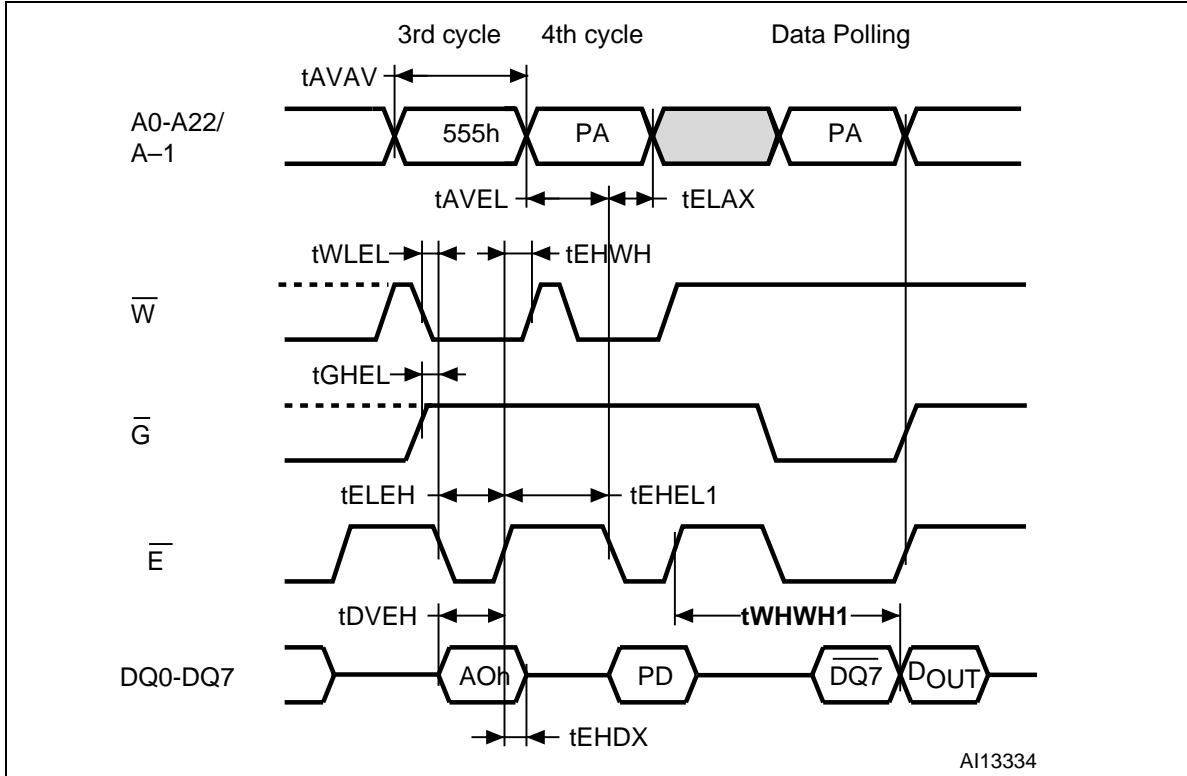 3rd cycle 4th cycle Data Polling
tAVAV
A0-A22/
A–1
555h PA PA
tAVEL tELAX
tWLEL tEHWH
W
tGHEL
G
tELEH tEHEL1
E
tDVEH tWHWH1
DQ0-DQ7 AOh PD DQ7 DOUT
tEHDX
AI13334